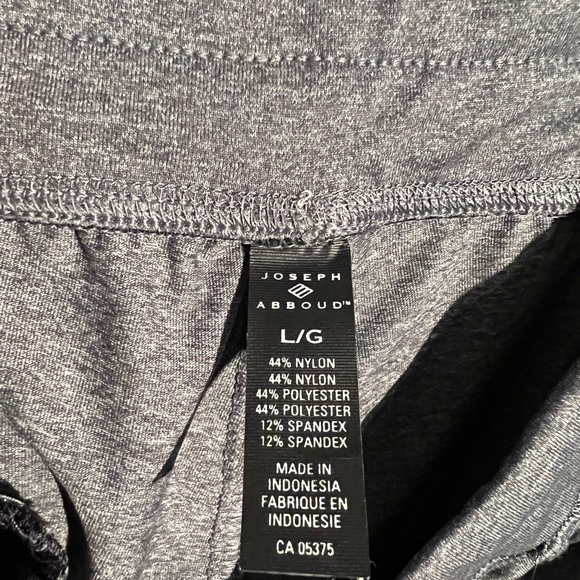 JOSEPH
ABBOUD™
L/G
44% NYLON
44% NYLON
44% POLYESTER
44% POLYESTER
12% SPANDEX
12% SPANDEX
MADE IN
INDONESIA
FABRIQUE EN
INDONESIE
CA 05375